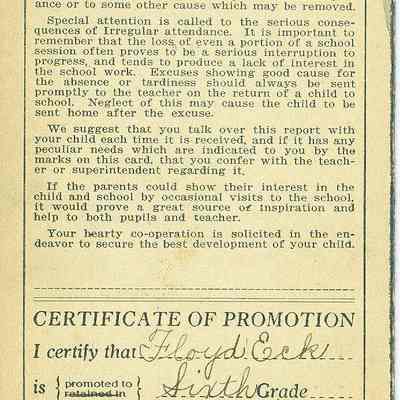 ance or to some other cause which may be removed.
Special attention is called to the serious conse-
quences of Irregular attendance. It is important to
remember that the loss of even a portion of a school
session often proves to be a serious interruption to
progress, and tends to produce a lack of interest in
the school work. Excuses showing good cause for
the absence or tardiness should always be sent
promptly to the teacher on the return of a child to
school. Neglect of this may cause the child to be
sent home after the excuse.
We suggest that you talk over this report with
your child each time it is received, and if it has any
peculiar needs which are indicated to you by the
marks on this card, that you confer with the teach-
er or superintendent regarding it.
If the parents could show their interest in the
child and school by occasional visits to the school,
it would prove a great source of inspiration and
help to both pupils and teacher.
Your hearty co-operation is solicited in the en-
deavor to secure the best development of your child.
CERTIFICATE OF PROMOTION
I certify that Floyd Eck
is { promoted to
retained in } Sixth Grade